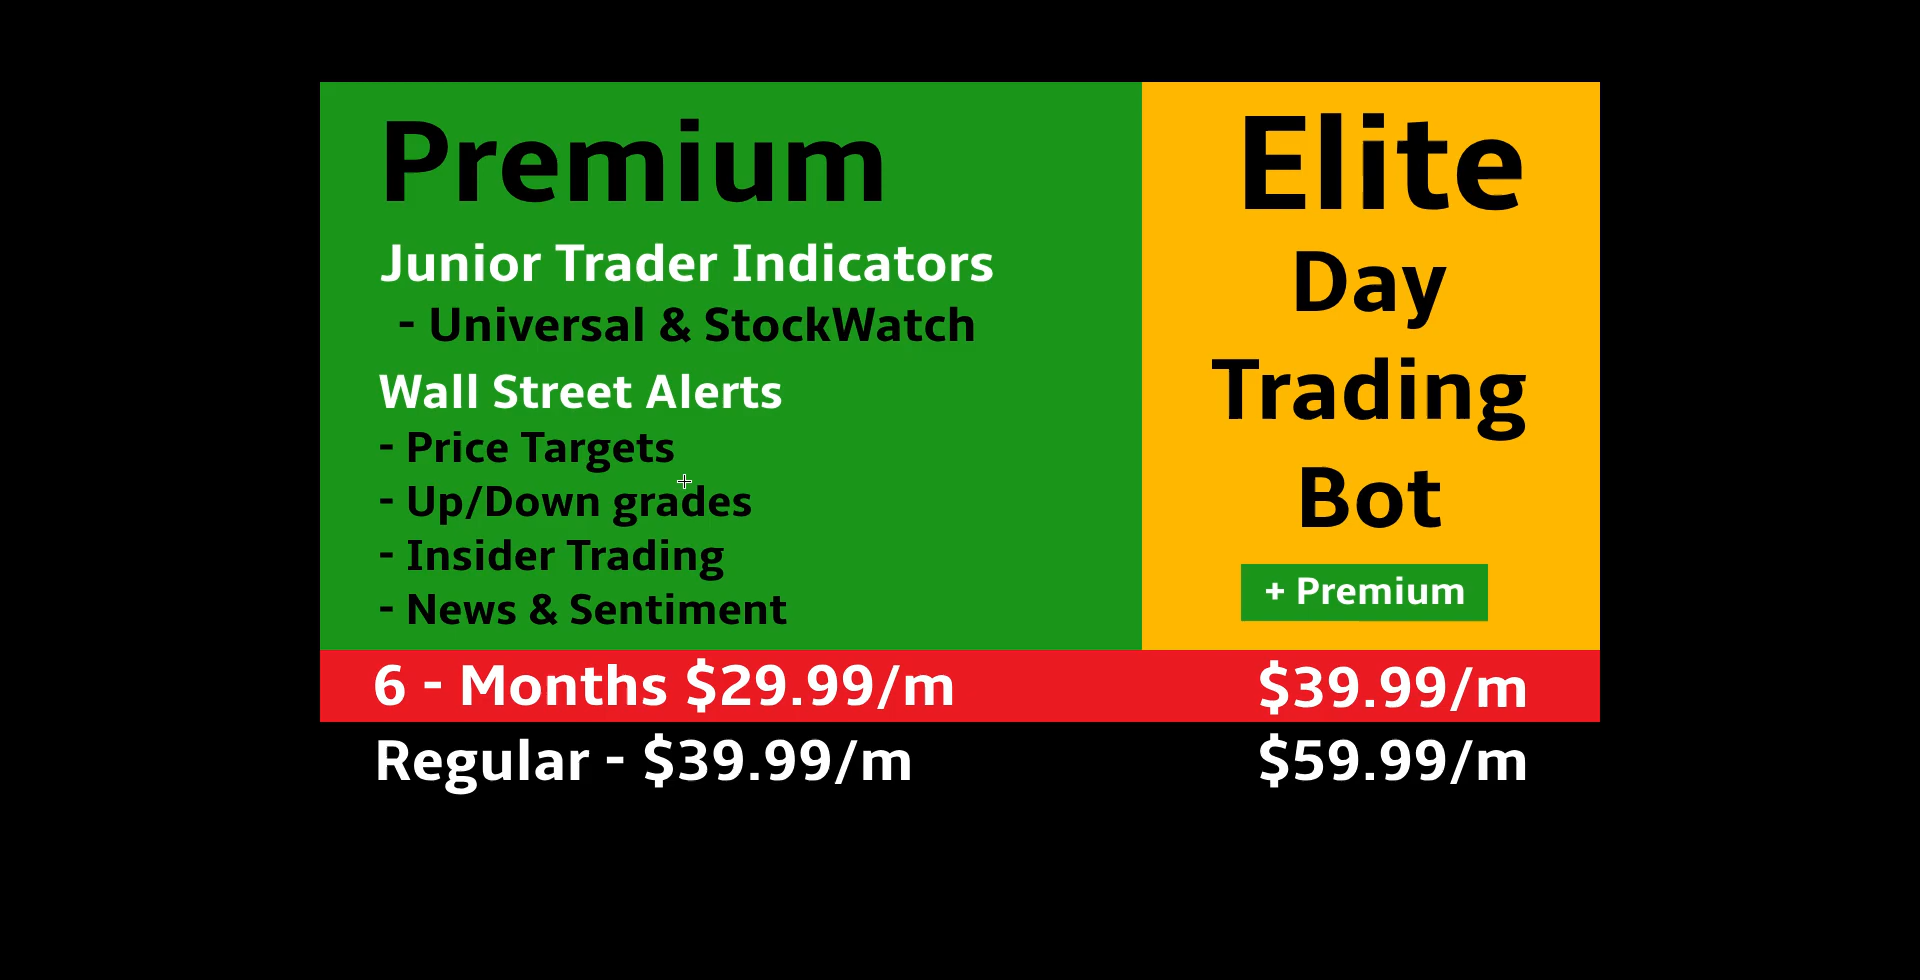 Premium
Junior Trader Indicators
- Universal & StockWatch
Wall Street Alerts
- Price Targets
- Up/Down grades
- Insider Trading
- News & Sentiment
Elite
Day
Trading
Bot
+ Premium
6 - Months $29.99/m
$39.99/m
Regular - $39.99/m
$59.99/m